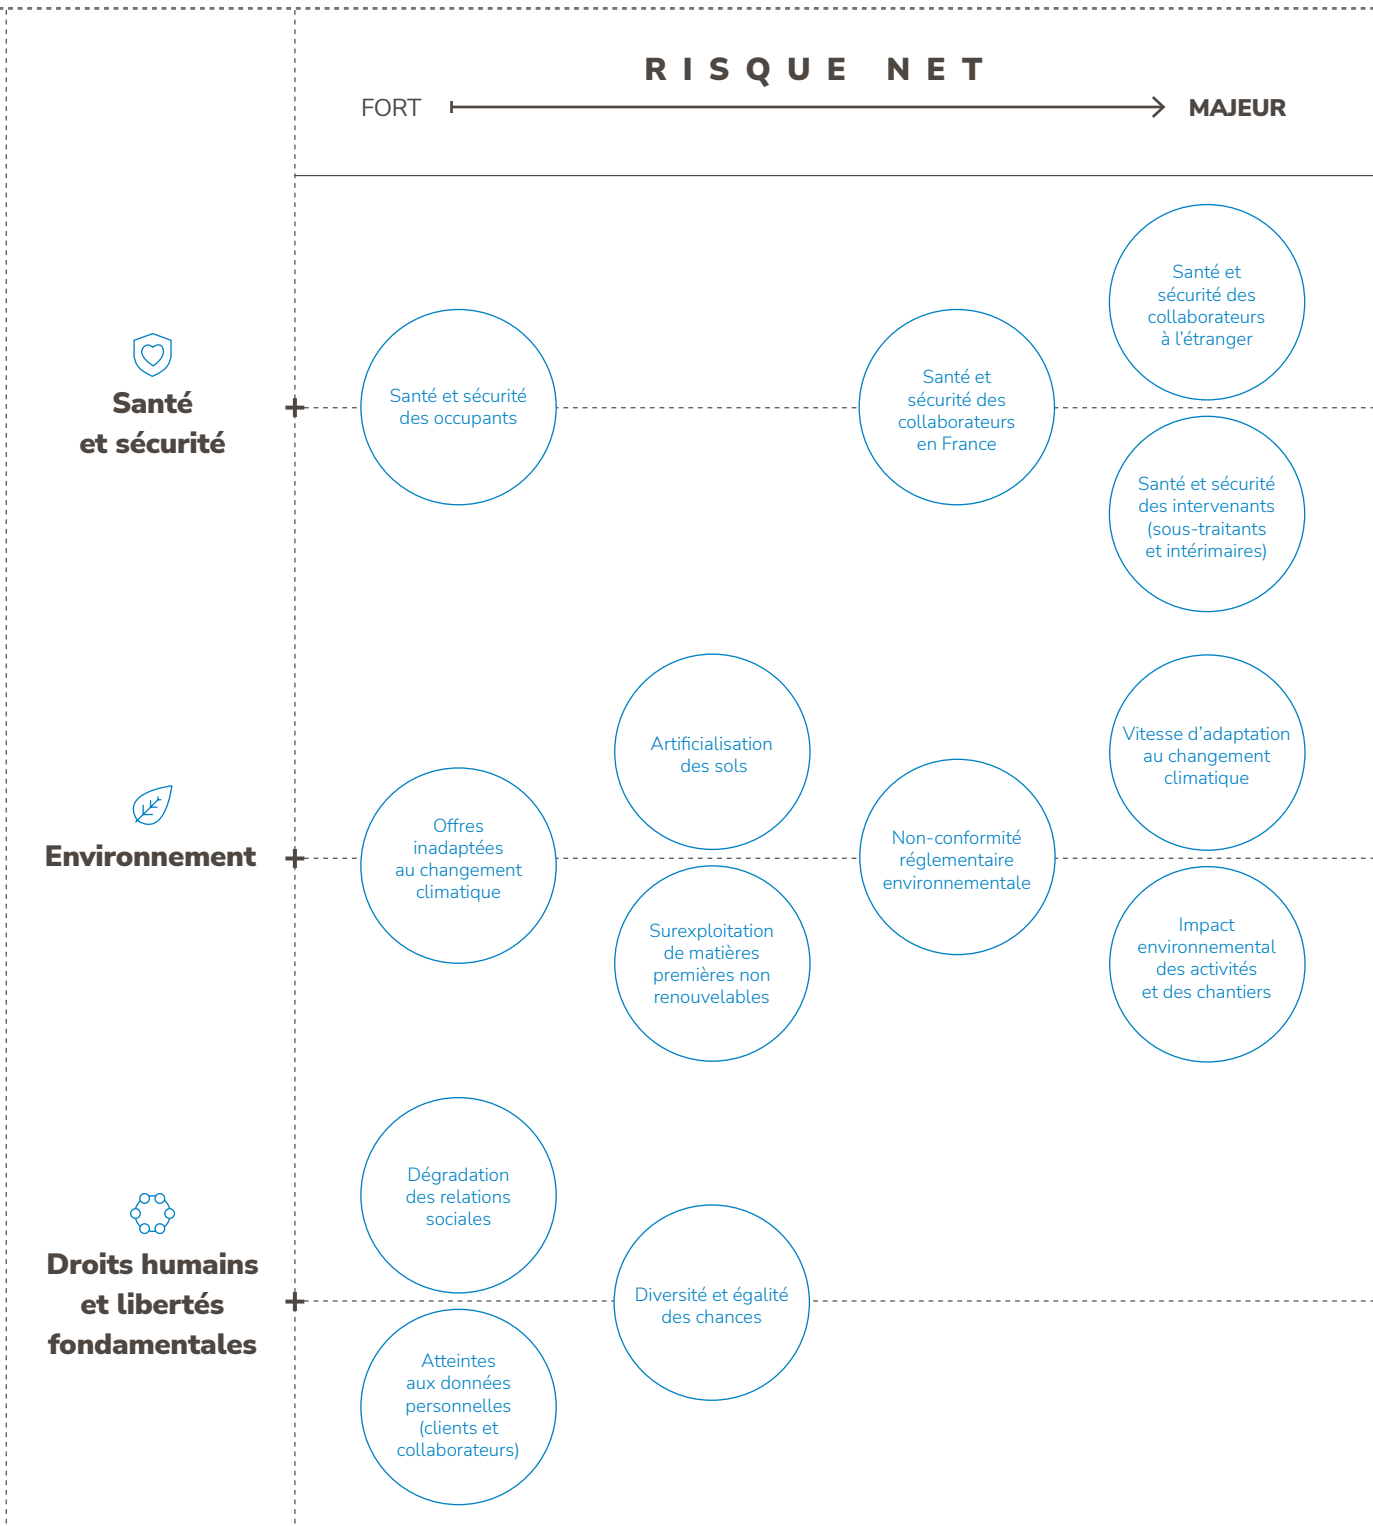 RISQUE NET
FORT
MAJEUR
Santé
et sécurité
Santé et sécurité
des occupants
Santé et
sécurité des
collaborateurs
en France
Santé et
sécurité des
collaborateurs
à l’étranger
Santé et sécurité
des intervenants
(sous-traitants
et intérimaires)
Environnement
Offres
inadaptées
au changement
climatique
Artificialisation
des sols
Surexploitation
de matières
premières non
renouvelables
Non-conformité
réglementaire
environnementale
Vitesse d’adaptation
au changement
climatique
Impact
environnemental
des activités
et des chantiers
Droits humains
et libertés
fondamentales
Dégradation
des relations
sociales
Atteintes
aux données
personnelles
(clients et
collaborateurs)
Diversité et égalité
des chances